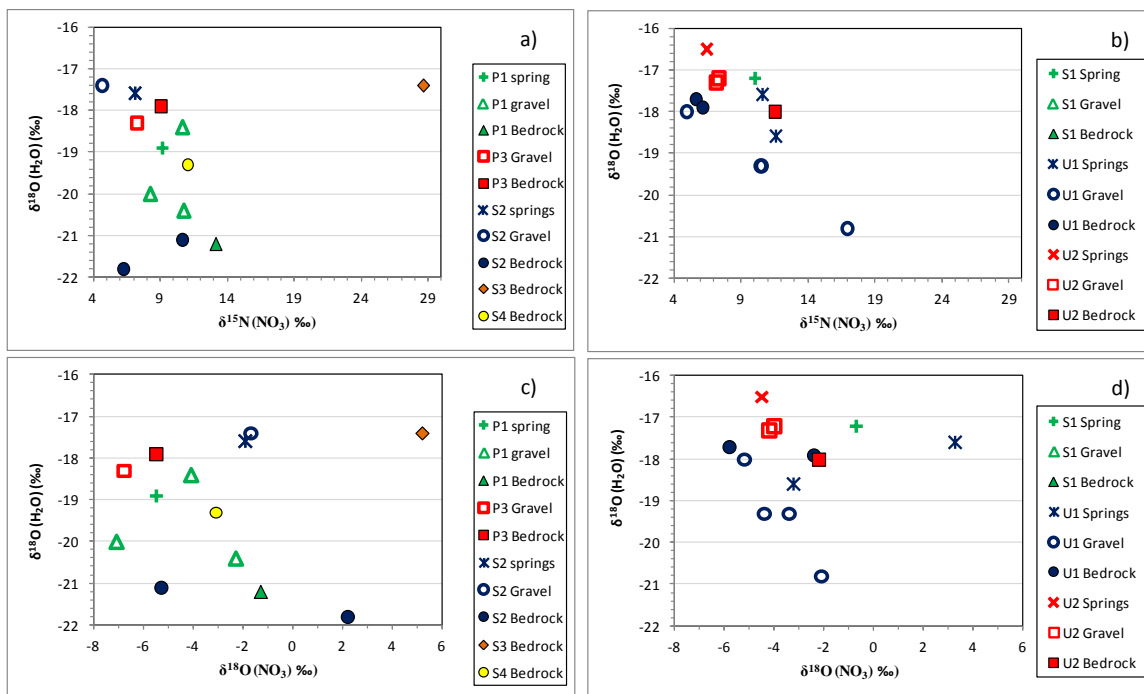 a)
-16
-17
-18
-19
-20
-21
-22
δ¹⁸O (H₂O) (‰)
4 9 14 19 24 29
δ¹⁵N (NO₃) ‰
P1 spring
P1 gravel
P1 Bedrock
P3 Gravel
P3 Bedrock
S2 springs
S2 Gravel
S2 Bedrock
S3 Bedrock
S4 Bedrock
b)
-16
-17
-18
-19
-20
-21
-22
δ¹⁸O (H₂O) (‰)
4 9 14 19 24 29
δ¹⁵N (NO₃) ‰
S1 Spring
S1 Gravel
S1 Bedrock
U1 Springs
U1 Gravel
U1 Bedrock
U2 Springs
U2 Gravel
U2 Bedrock
c)
-16
-17
-18
-19
-20
-21
-22
δ¹⁸O (H₂O) (‰)
-8 -6 -4 -2 0 2 4 6
δ¹⁸O (NO₃) ‰
P1 spring
P1 gravel
P1 Bedrock
P3 Gravel
P3 Bedrock
S2 springs
S2 Gravel
S2 Bedrock
S3 Bedrock
S4 Bedrock
d)
-16
-17
-18
-19
-20
-21
-22
δ¹⁸O (H₂O) (‰)
-8 -6 -4 -2 0 2 4 6
δ¹⁸O (NO₃) ‰
S1 Spring
S1 Gravel
S1 Bedrock
U1 Springs
U1 Gravel
U1 Bedrock
U2 Springs
U2 Gravel
U2 Bedrock